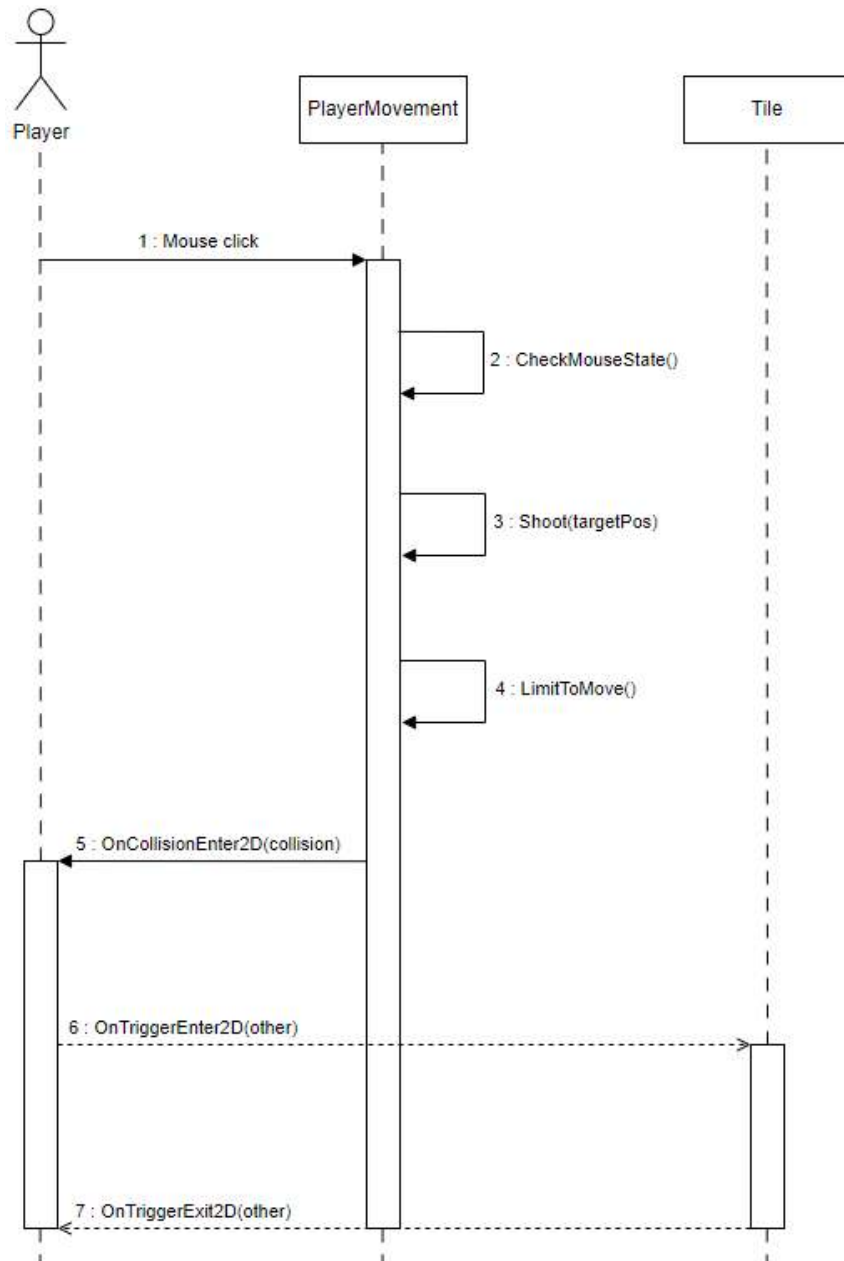 Player
PlayerMovement
Tile
1 : Mouse click
2 : CheckMouseState()
3 : Shoot(targetPos)
4 : LimitToMove()
5 : OnCollisionEnter2D(collision)
6 : OnTriggerEnter2D(other)
7 : OnTriggerExit2D(other)